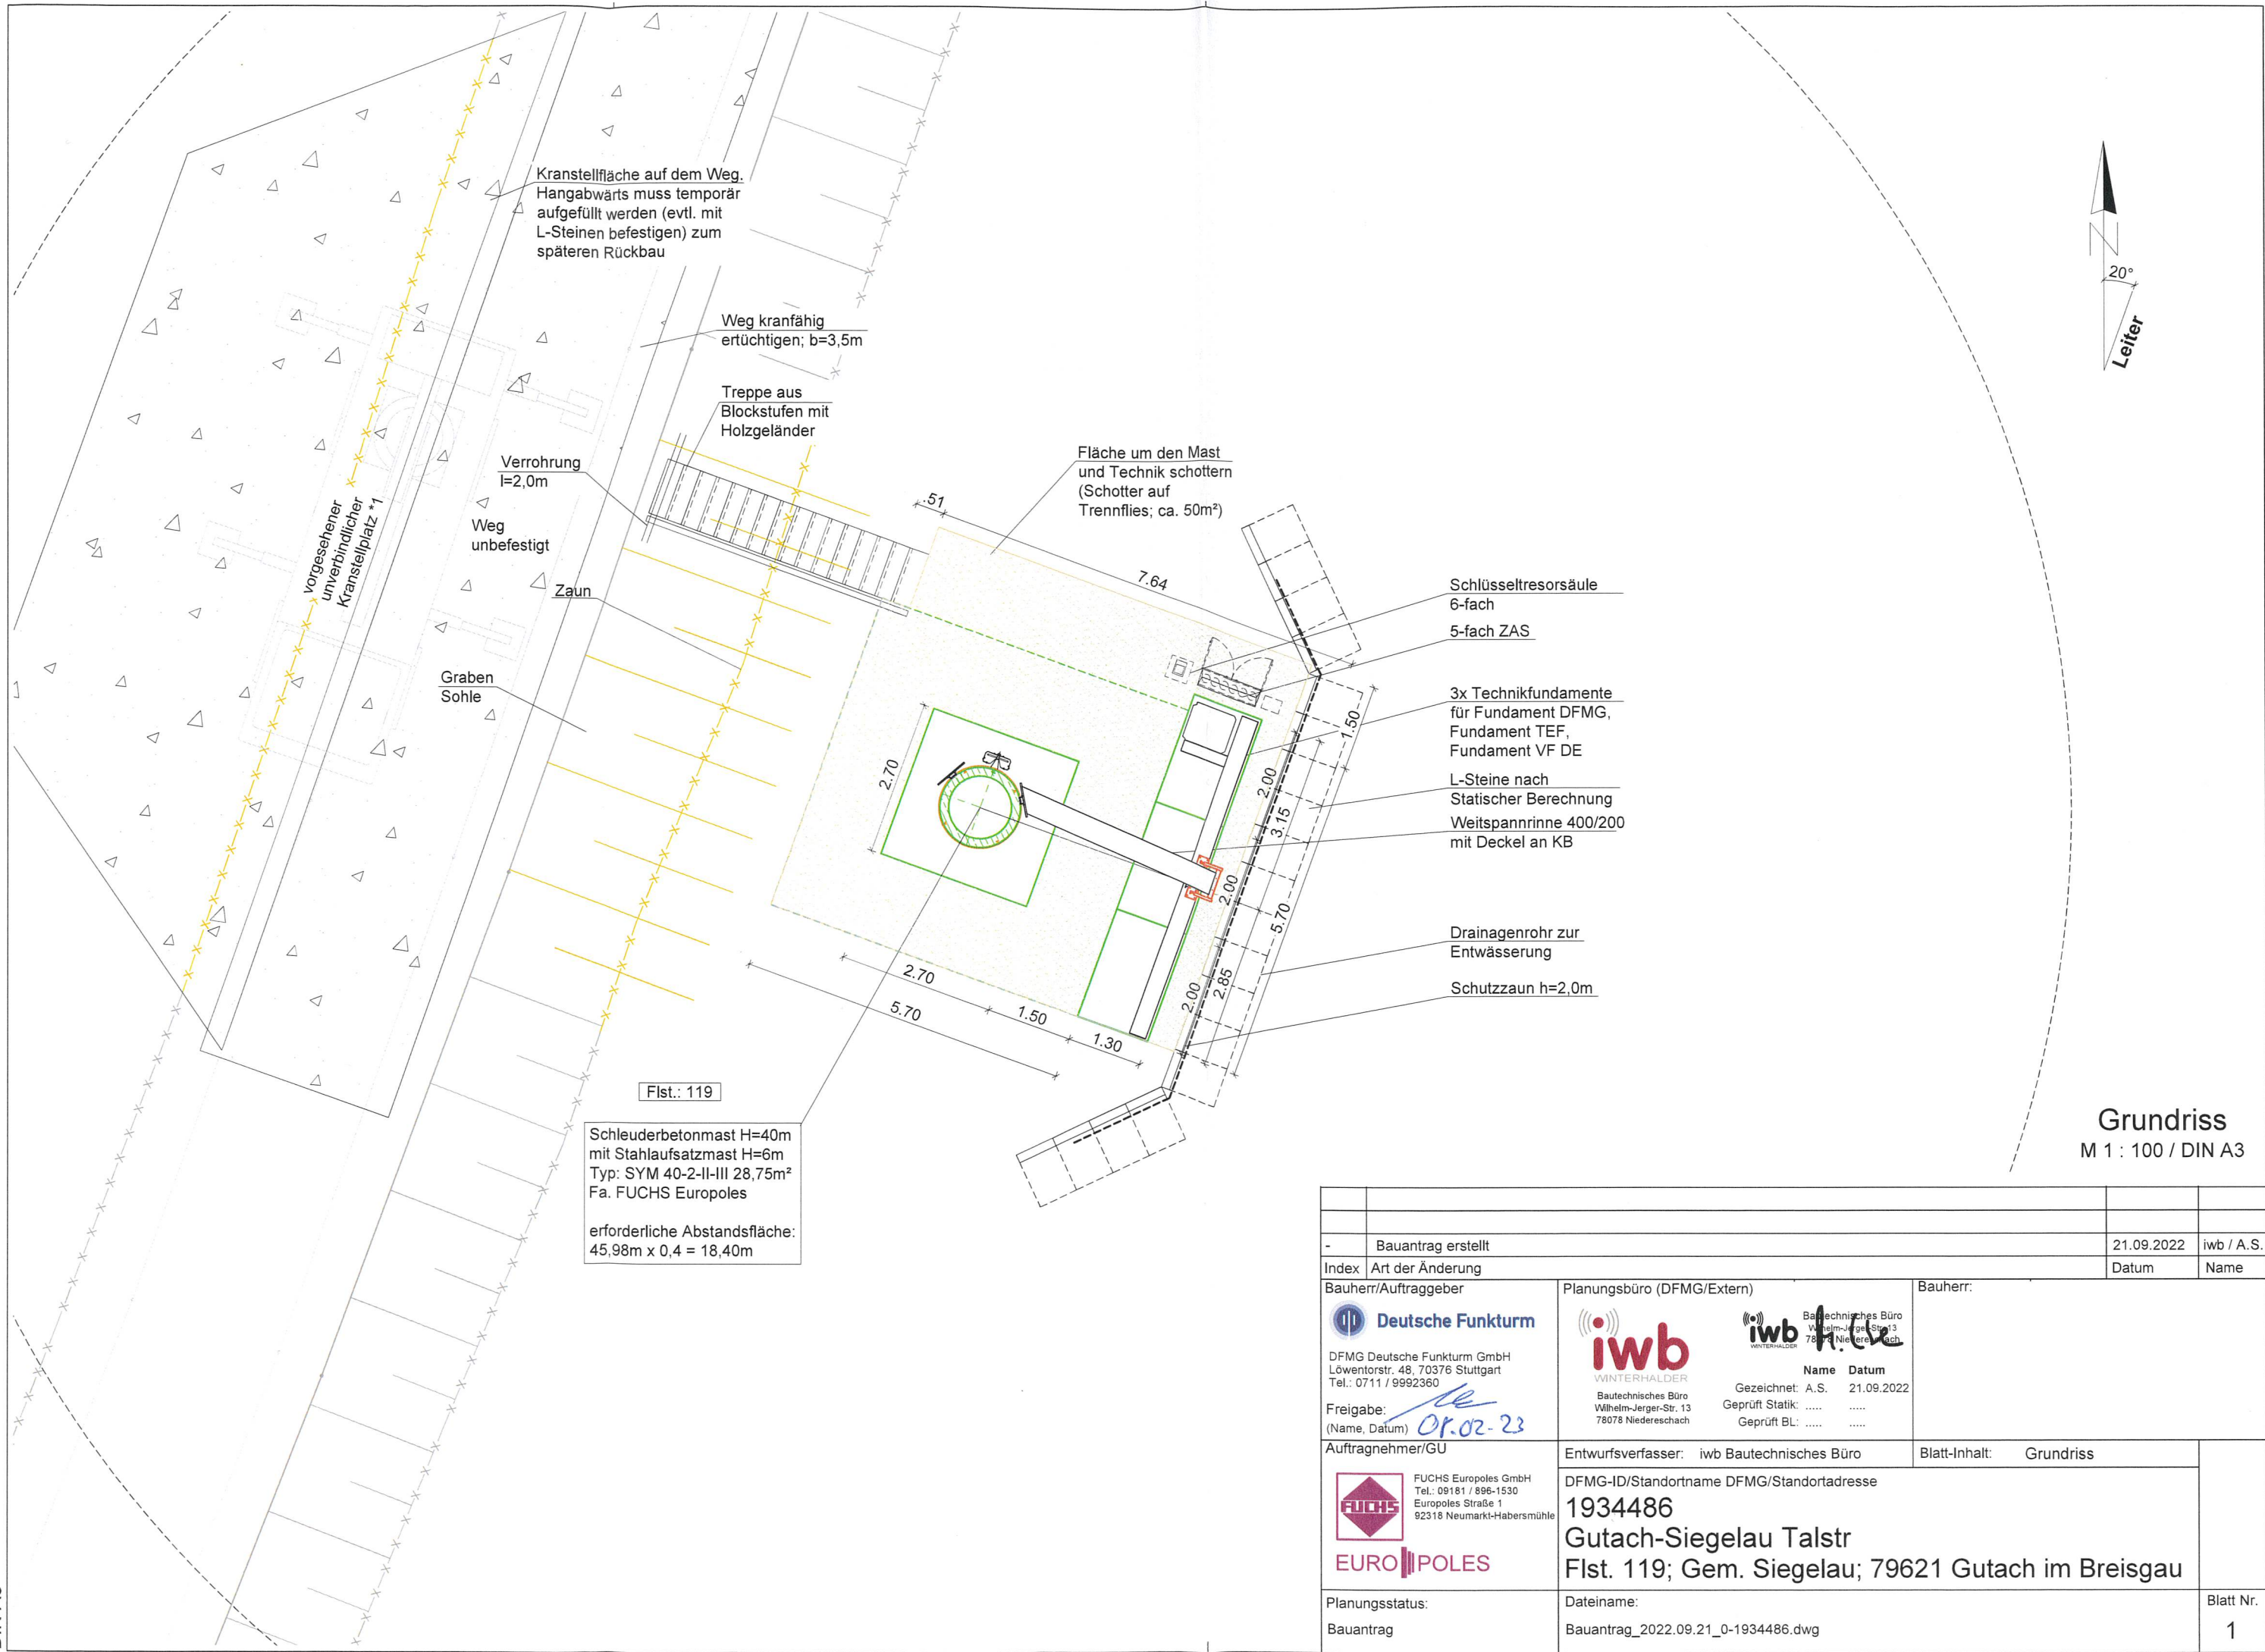 Kranstellfläche auf dem Weg.
Hangabwärts muss temporär
aufgefüllt werden (evtl. mit
L-Steinen befestigen) zum
späteren Rückbau
N
20°
Leiter
Weg kranfähig
ertüchtigen; b=3,5m
Treppe aus
Blockstufen mit
Holzgeländer
Verrohrung
l=2,0m
vorgesehener
unverbindlicher
Kranstellplatz *1
Weg
unbefestigt
Zaun
Graben
Sohle
Fläche um den Mast
und Technik schottern
(Schotter auf
Trennflies; ca. 50m²)
.51
7.64
Schlüsseltresorsäule
6-fach
5-fach ZAS
3x Technikfundamente
für Fundament DFMG,
Fundament TEF,
Fundament VF DE
L-Steine nach
Statischer Berechnung
Weitspannrinne 400/200
mit Deckel an KB
Drainagenrohr zur
Entwässerung
Schutzzaun h=2,0m
1.50
2.00
3.15
2.00
5.70
2.85
2.00
2.70
2.70
5.70
1.50
1.30
Flst.: 119
Schleuderbetonmast H=40m
mit Stahlaufsatzmast H=6m
Typ: SYM 40-2-II-III 28,75m²
Fa. FUCHS Europoles
erforderliche Abstandsfläche:
45,98m x 0,4 = 18,40m
Grundriss
M 1 : 100 / DIN A3
- Bauantrag erstellt 21.09.2022 iwb / A.S.
Index Art der Änderung Datum Name
Bauherr/Auftraggeber
Deutsche Funkturm
DFMG Deutsche Funkturm GmbH
Löwentorstr. 48, 70376 Stuttgart
Tel.: 0711 / 9992360
Freigabe:
(Name, Datum) 08.02-23
Planungsbüro (DFMG/Extern)
iwb
WINTERHALDER
Bautechnisches Büro
Wilhelm-Jerger-Str. 13
78078 Niedereschach
iwb
WINTERHALDER
Bautechnisches Büro
Wilhelm-Jerger-Str. 13
78078 Niedereschach
Name Datum
Gezeichnet: A.S. 21.09.2022
Geprüft Statik: ..... .....
Geprüft BL: ..... .....
Bauherr:
Auftragnehmer/GU
FUCHS
FUCHS Europoles GmbH
Tel.: 09181 / 896-1530
Europoles Straße 1
92318 Neumarkt-Habersmühle
EUROPOLES
Entwurfsverfasser: iwb Bautechnisches Büro
Blatt-Inhalt: Grundriss
DFMG-ID/Standortname DFMG/Standortadresse
1934486
Gutach-Siegelau Talstr
Flst. 119; Gem. Siegelau; 79621 Gutach im Breisgau
Planungsstatus:
Bauantrag
Dateiname:
Bauantrag_2022.09.21_0-1934486.dwg
Blatt Nr.
1